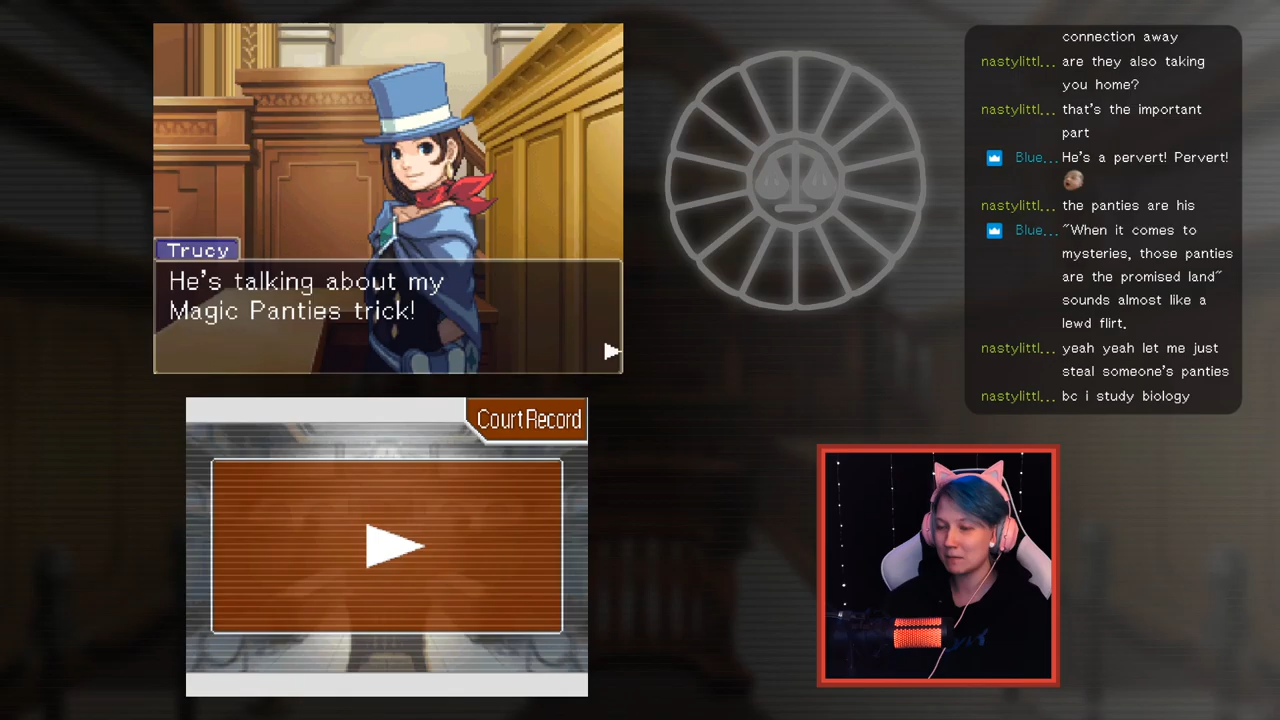 Trucy
He's talking about my
Magic Panties trick!
Court Record
connection away
nastylittl... are they also taking
you home?
nastylittl... that's the important
part
Blue... He's a pervert! Pervert!
nastylittl... the panties are his
Blue... "When it comes to
mysteries, those panties
are the promised land"
sounds almost like a
lewd flirt.
nastylittl... yeah yeah let me just
steal someone's panties
nastylittl... bc i study biology